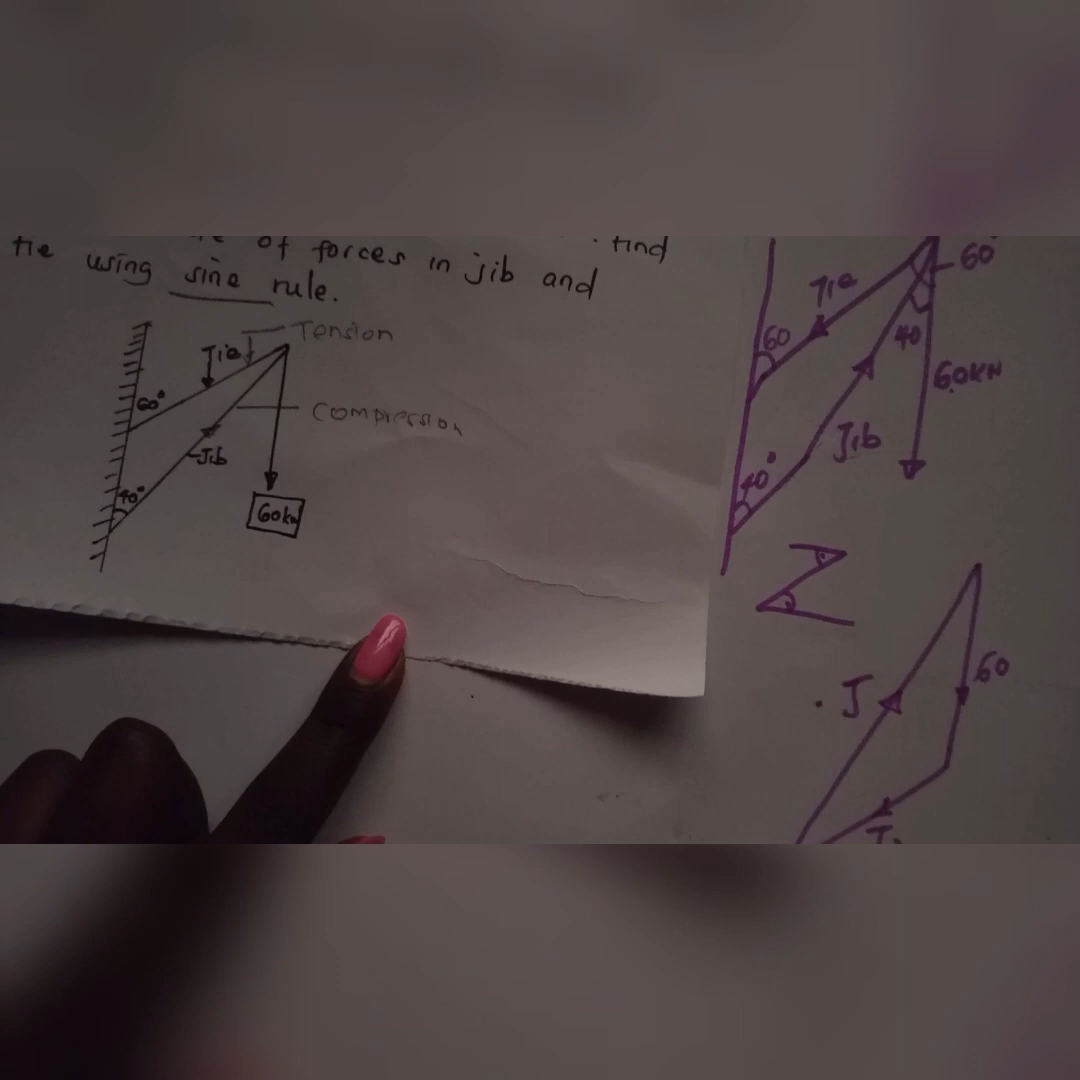 of forces in jib and
find
tie using sine rule.
Tension
Tie
60°
compression
Jib
40°
60kN
60°
Tie
60
40
60KN
Jib
40°
J
60
T